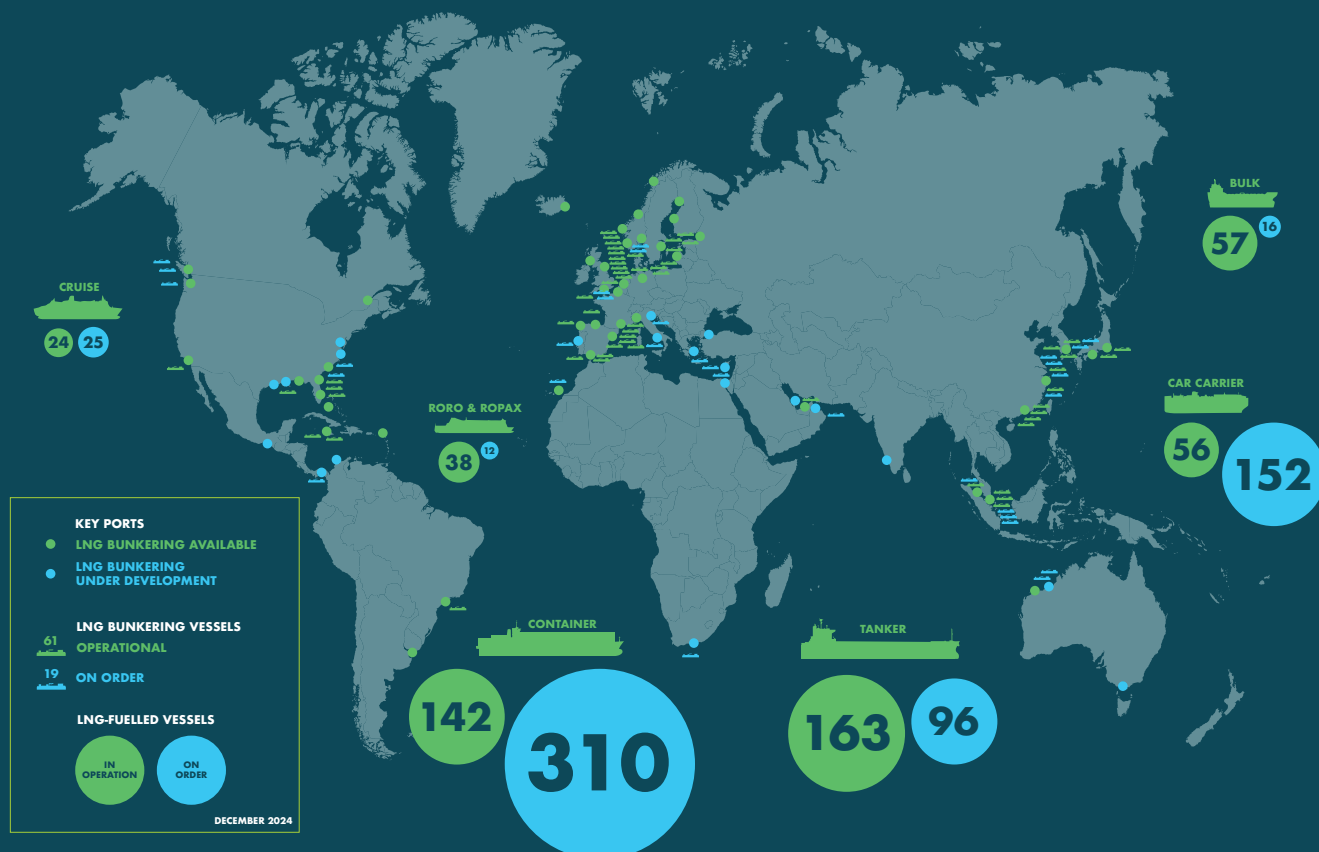 BULK
57
16
CRUISE
24
25
CAR CARRIER
56
152
RORO & ROPAX
38
12
KEY PORTS
LNG BUNKERING AVAILABLE
LNG BUNKERING
UNDER DEVELOPMENT
LNG BUNKERING VESSELS
61
OPERATIONAL
19
ON ORDER
LNG-FUELLED VESSELS
IN
OPERATION
ON
ORDER
DECEMBER 2024
CONTAINER
142
310
TANKER
163
96